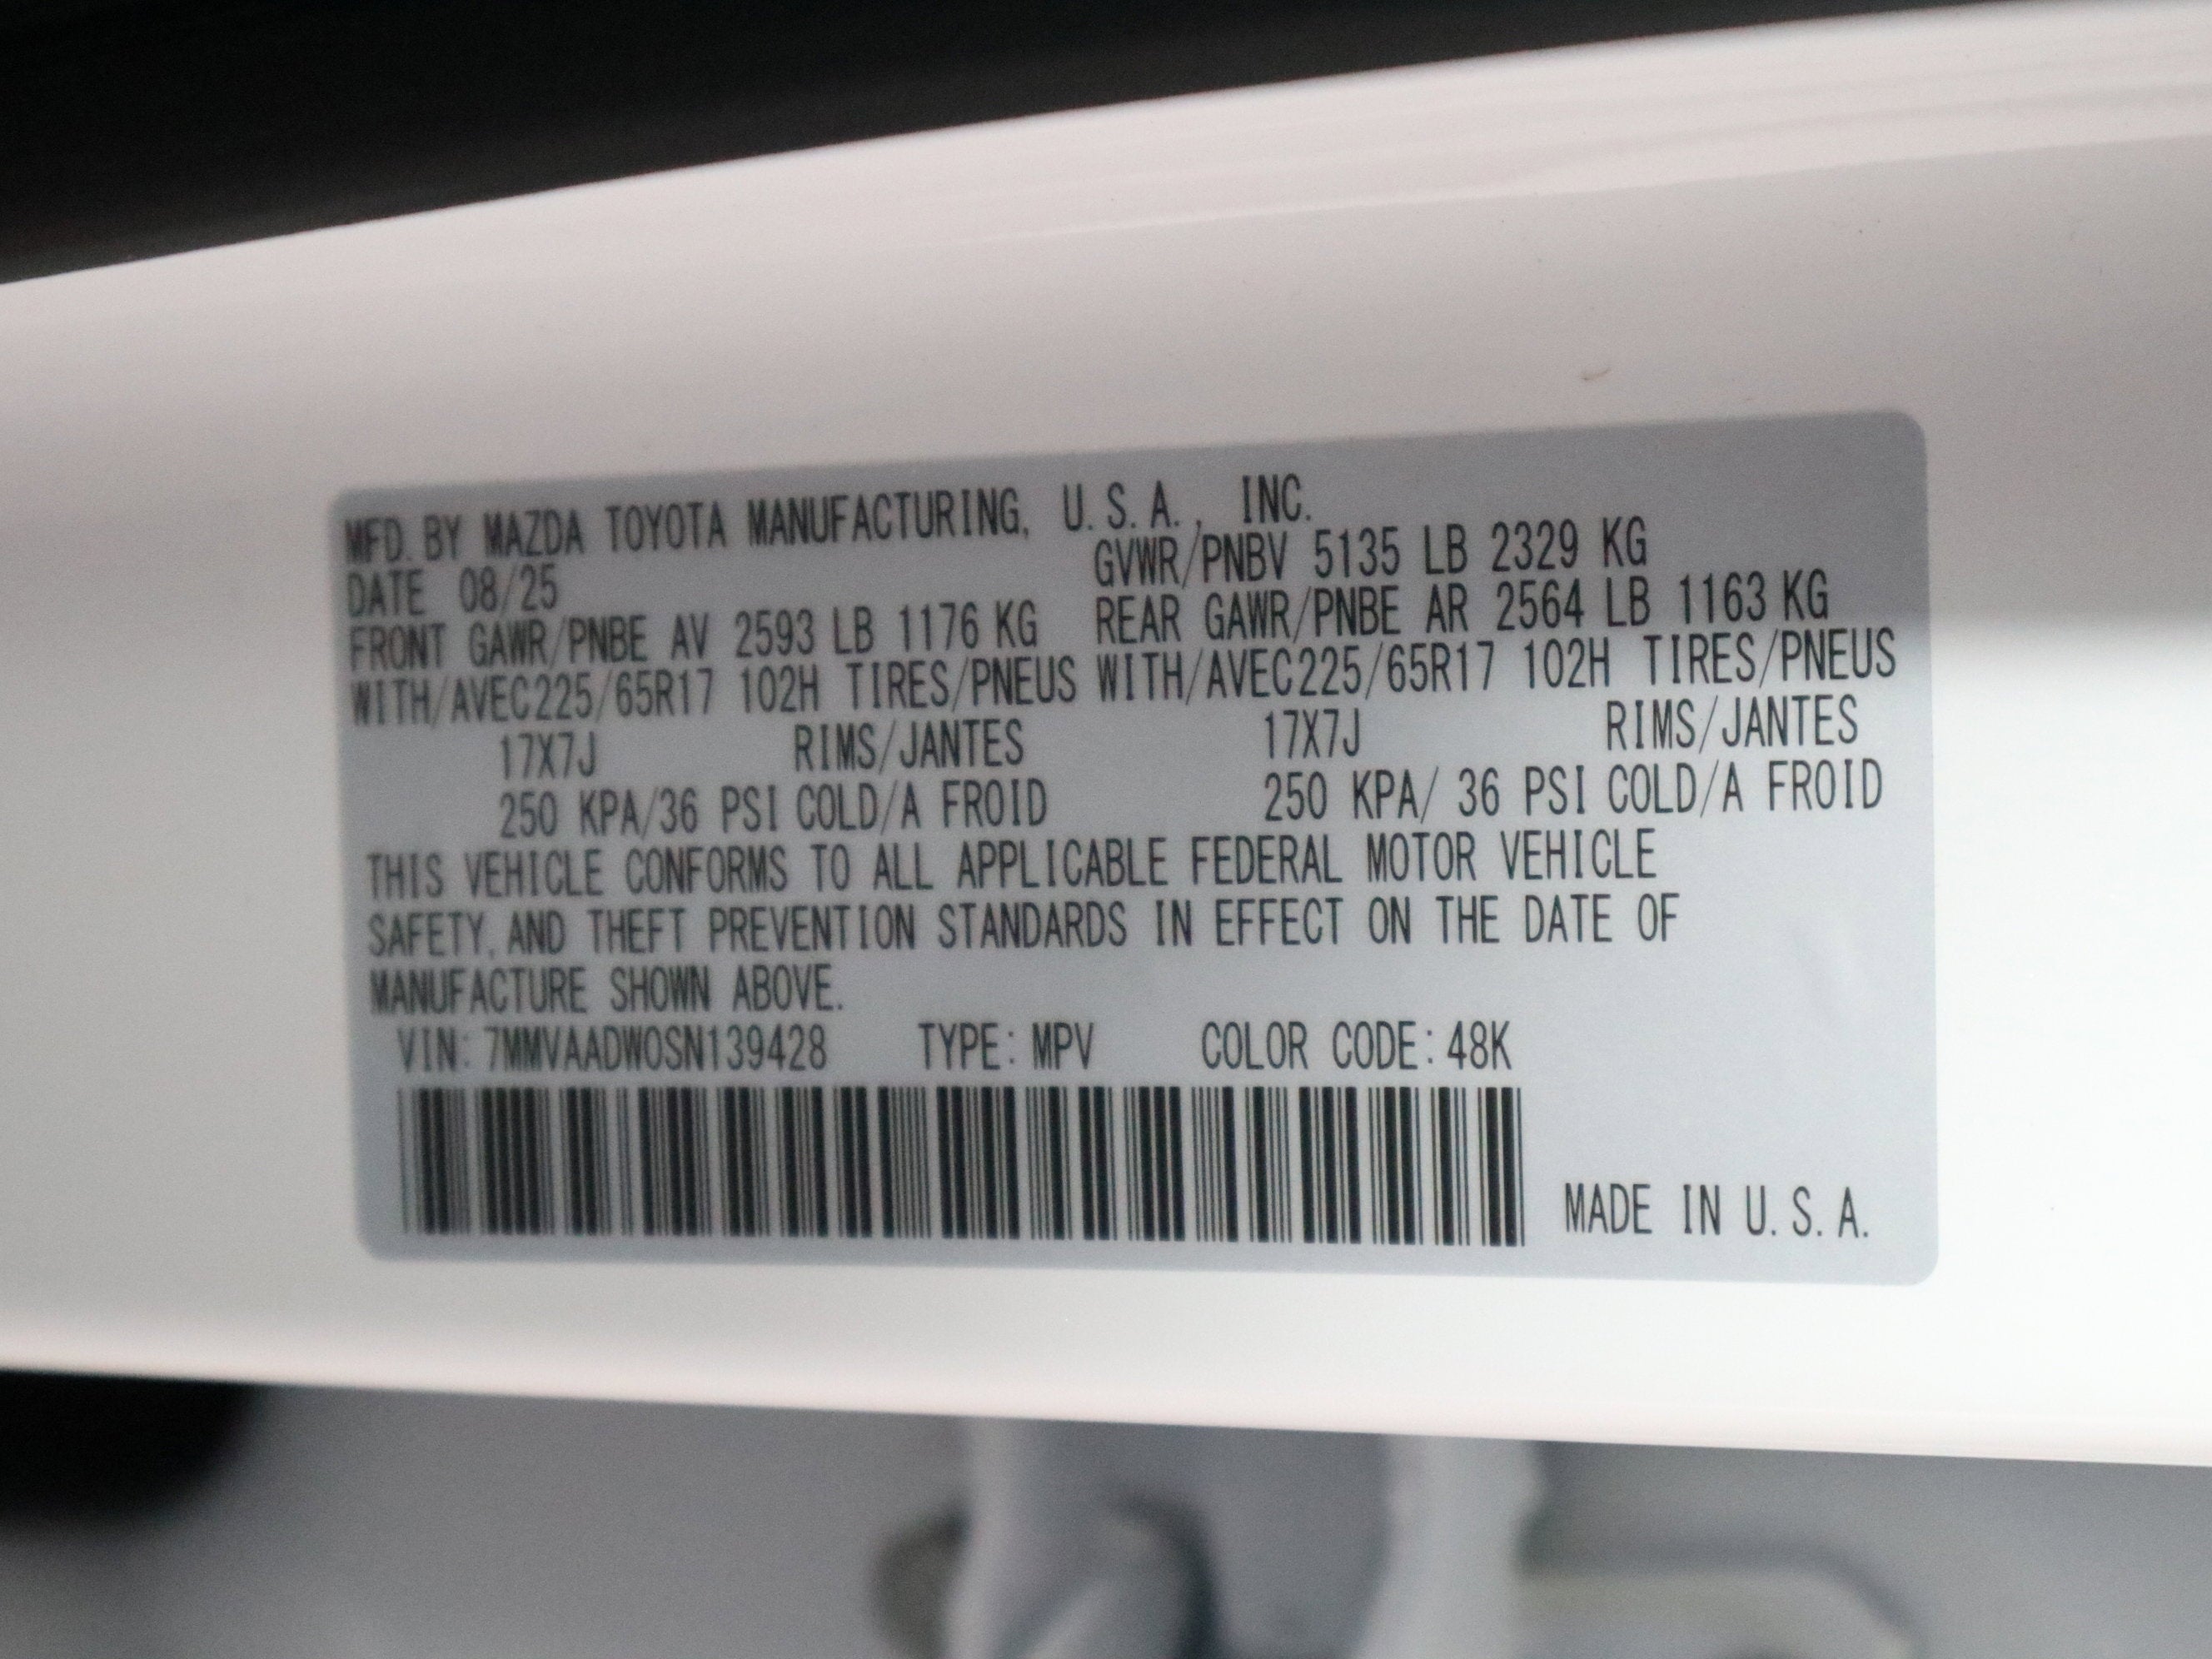 MFD. BY MAZDA TOYOTA MANUFACTURING, U.S.A., INC.
DATE 08/25 GVWR/PNBV 5135 LB 2329 KG
FRONT GAWR/PNBE AV 2593 LB 1176 KG REAR GAWR/PNBE AR 2564 LB 1163 KG
WITH/AVEC225/65R17 102H TIRES/PNEUS WITH/AVEC225/65R17 102H TIRES/PNEUS
17X7J RIMS/JANTES 17X7J RIMS/JANTES
250 KPA/36 PSI COLD/A FROID 250 KPA/ 36 PSI COLD/A FROID
THIS VEHICLE CONFORMS TO ALL APPLICABLE FEDERAL MOTOR VEHICLE
SAFETY, AND THEFT PREVENTION STANDARDS IN EFFECT ON THE DATE OF
MANUFACTURE SHOWN ABOVE.
VIN: 7MMVAADW0SN139428 TYPE: MPV COLOR CODE: 48K
MADE IN U.S.A.